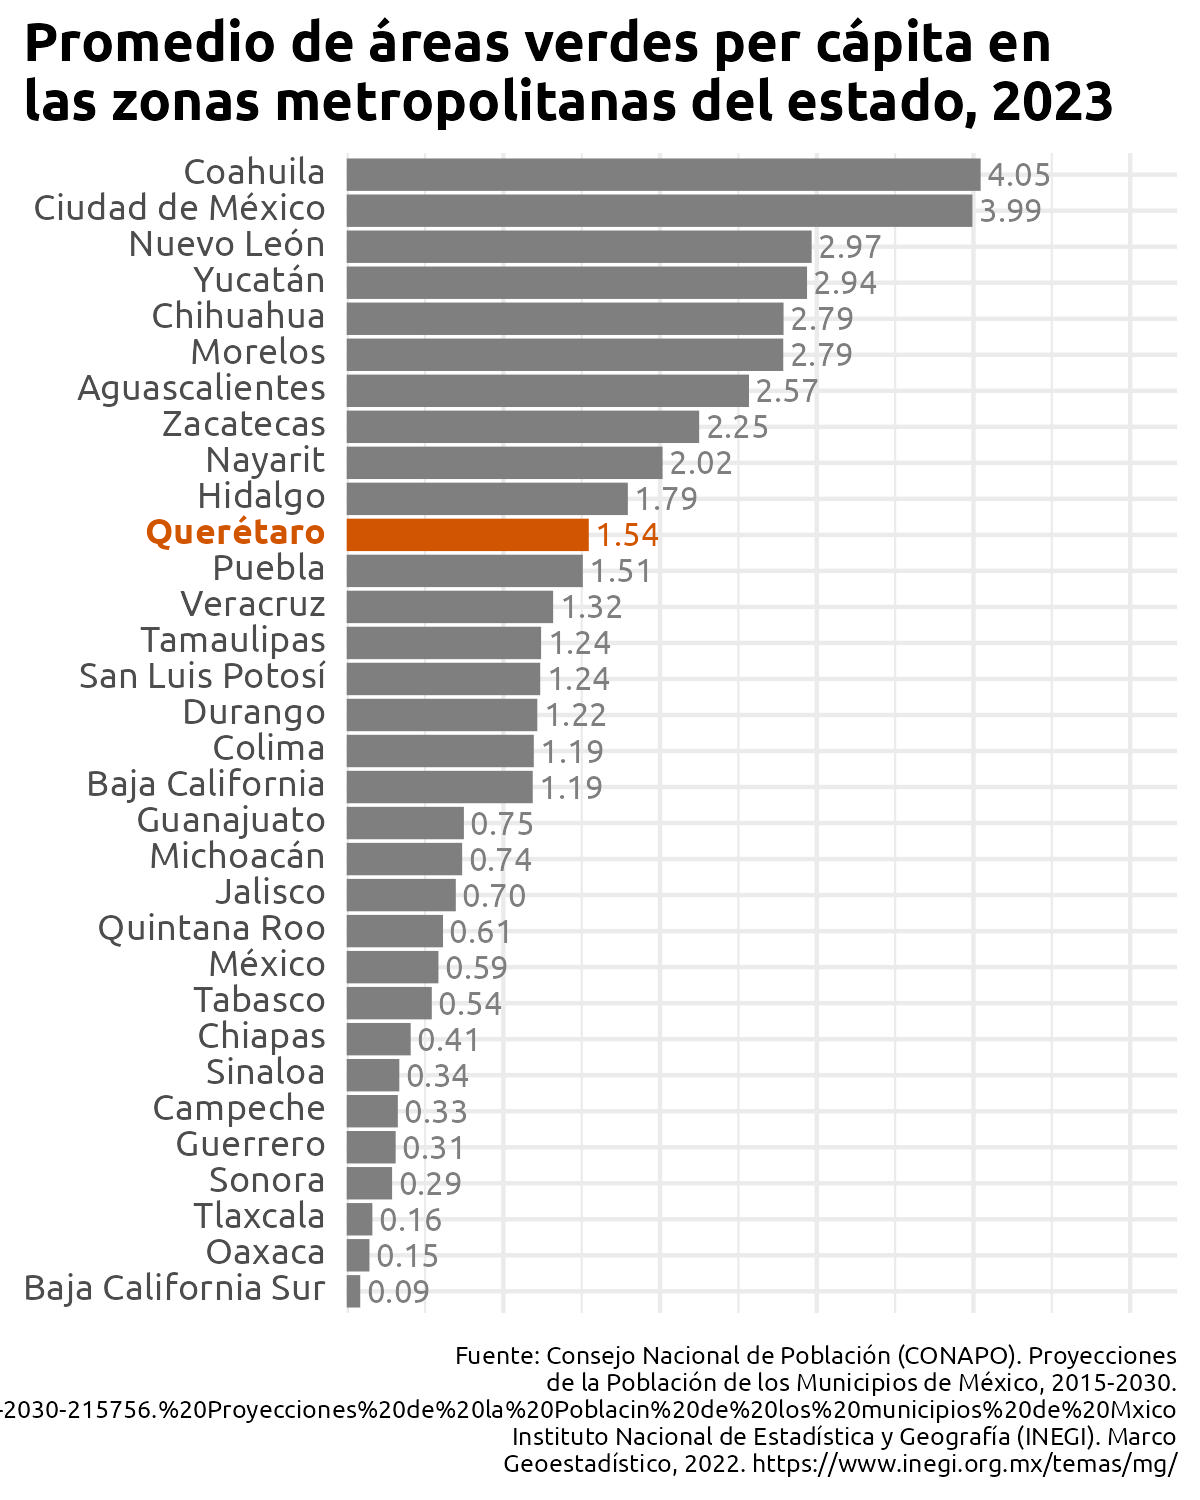 Promedio de áreas verdes per cápita en
las zonas metropolitanas del estado, 2023
Coahuila 4.05
Ciudad de México 3.99
Nuevo León 2.97
Yucatán 2.94
Chihuahua 2.79
Morelos 2.79
Aguascalientes 2.57
Zacatecas 2.25
Nayarit 2.02
Hidalgo 1.79
Querétaro 1.54
Puebla 1.51
Veracruz 1.32
Tamaulipas 1.24
San Luis Potosí 1.24
Durango 1.22
Colima 1.19
Baja California 1.19
Guanajuato 0.75
Michoacán 0.74
Jalisco 0.70
Quintana Roo 0.61
México 0.59
Tabasco 0.54
Chiapas 0.41
Sinaloa 0.34
Campeche 0.33
Guerrero 0.31
Sonora 0.29
Tlaxcala 0.16
Oaxaca 0.15
Baja California Sur 0.09
Fuente: Consejo Nacional de Población (CONAPO). Proyecciones
de la Población de los Municipios de México, 2015-2030.
-2030-215756.%20Proyecciones%20de%20la%20Poblacin%20de%20los%20municipios%20de%20Mxico
Instituto Nacional de Estadística y Geografía (INEGI). Marco
Geoestadístico, 2022. https://www.inegi.org.mx/temas/mg/